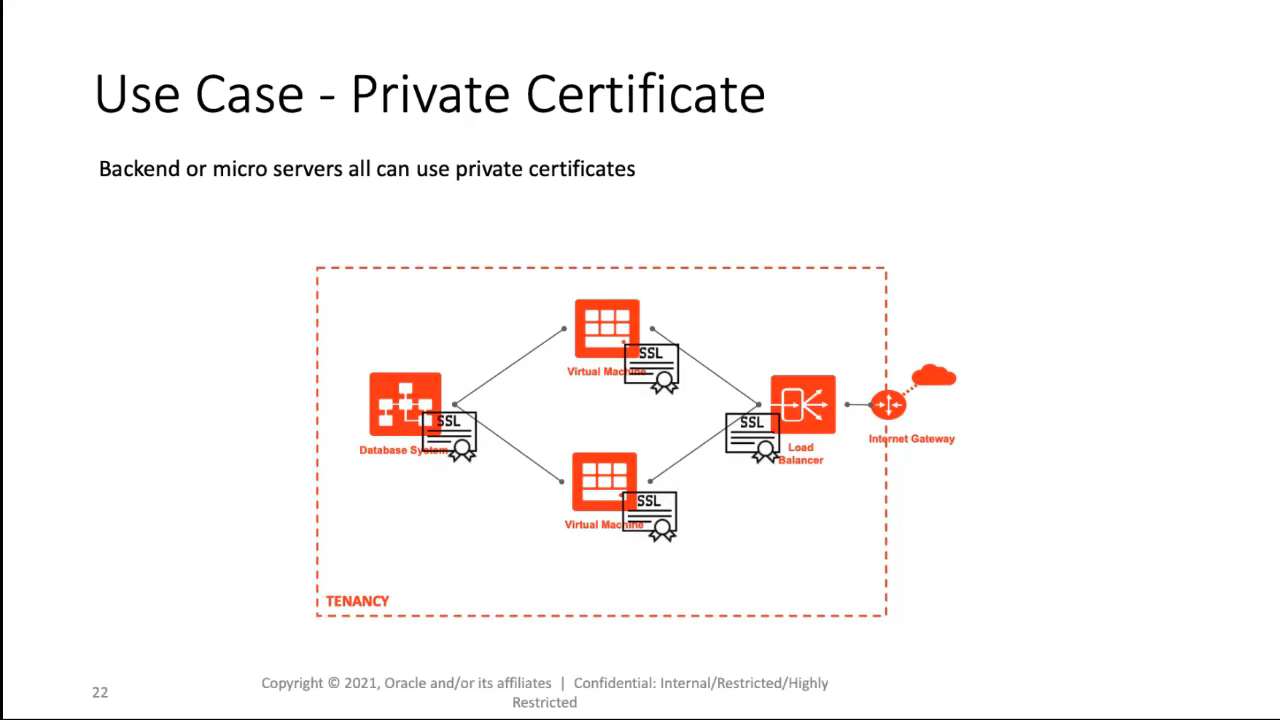 Use Case - Private Certificate
Backend or micro servers all can use private certificates
SSL
Virtual Machine
SSL
Database System
SSL
Load
Balancer
Internet Gateway
SSL
Virtual Machine
TENANCY
22
Copyright © 2021, Oracle and/or its affiliates | Confidential: Internal/Restricted/Highly
Restricted